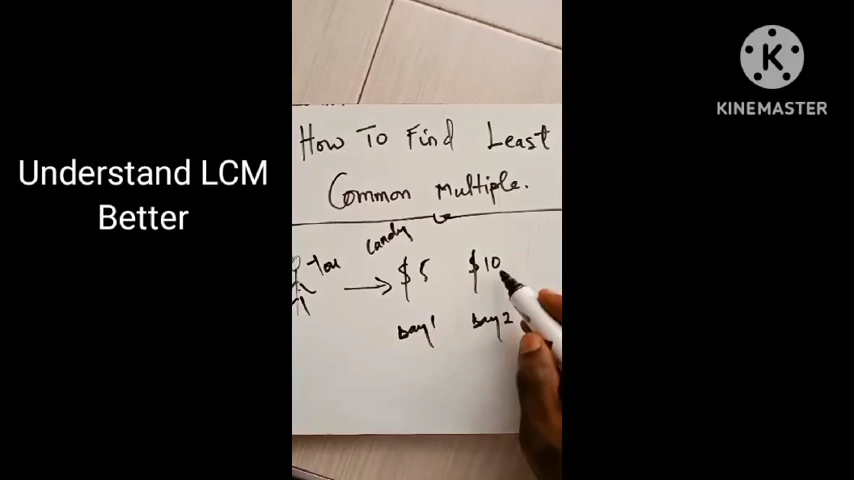 Understand LCM
Better
KINEMASTER
How To Find Least
Common Multiple.
candy
You
$5 $10
Day 1 Day 2